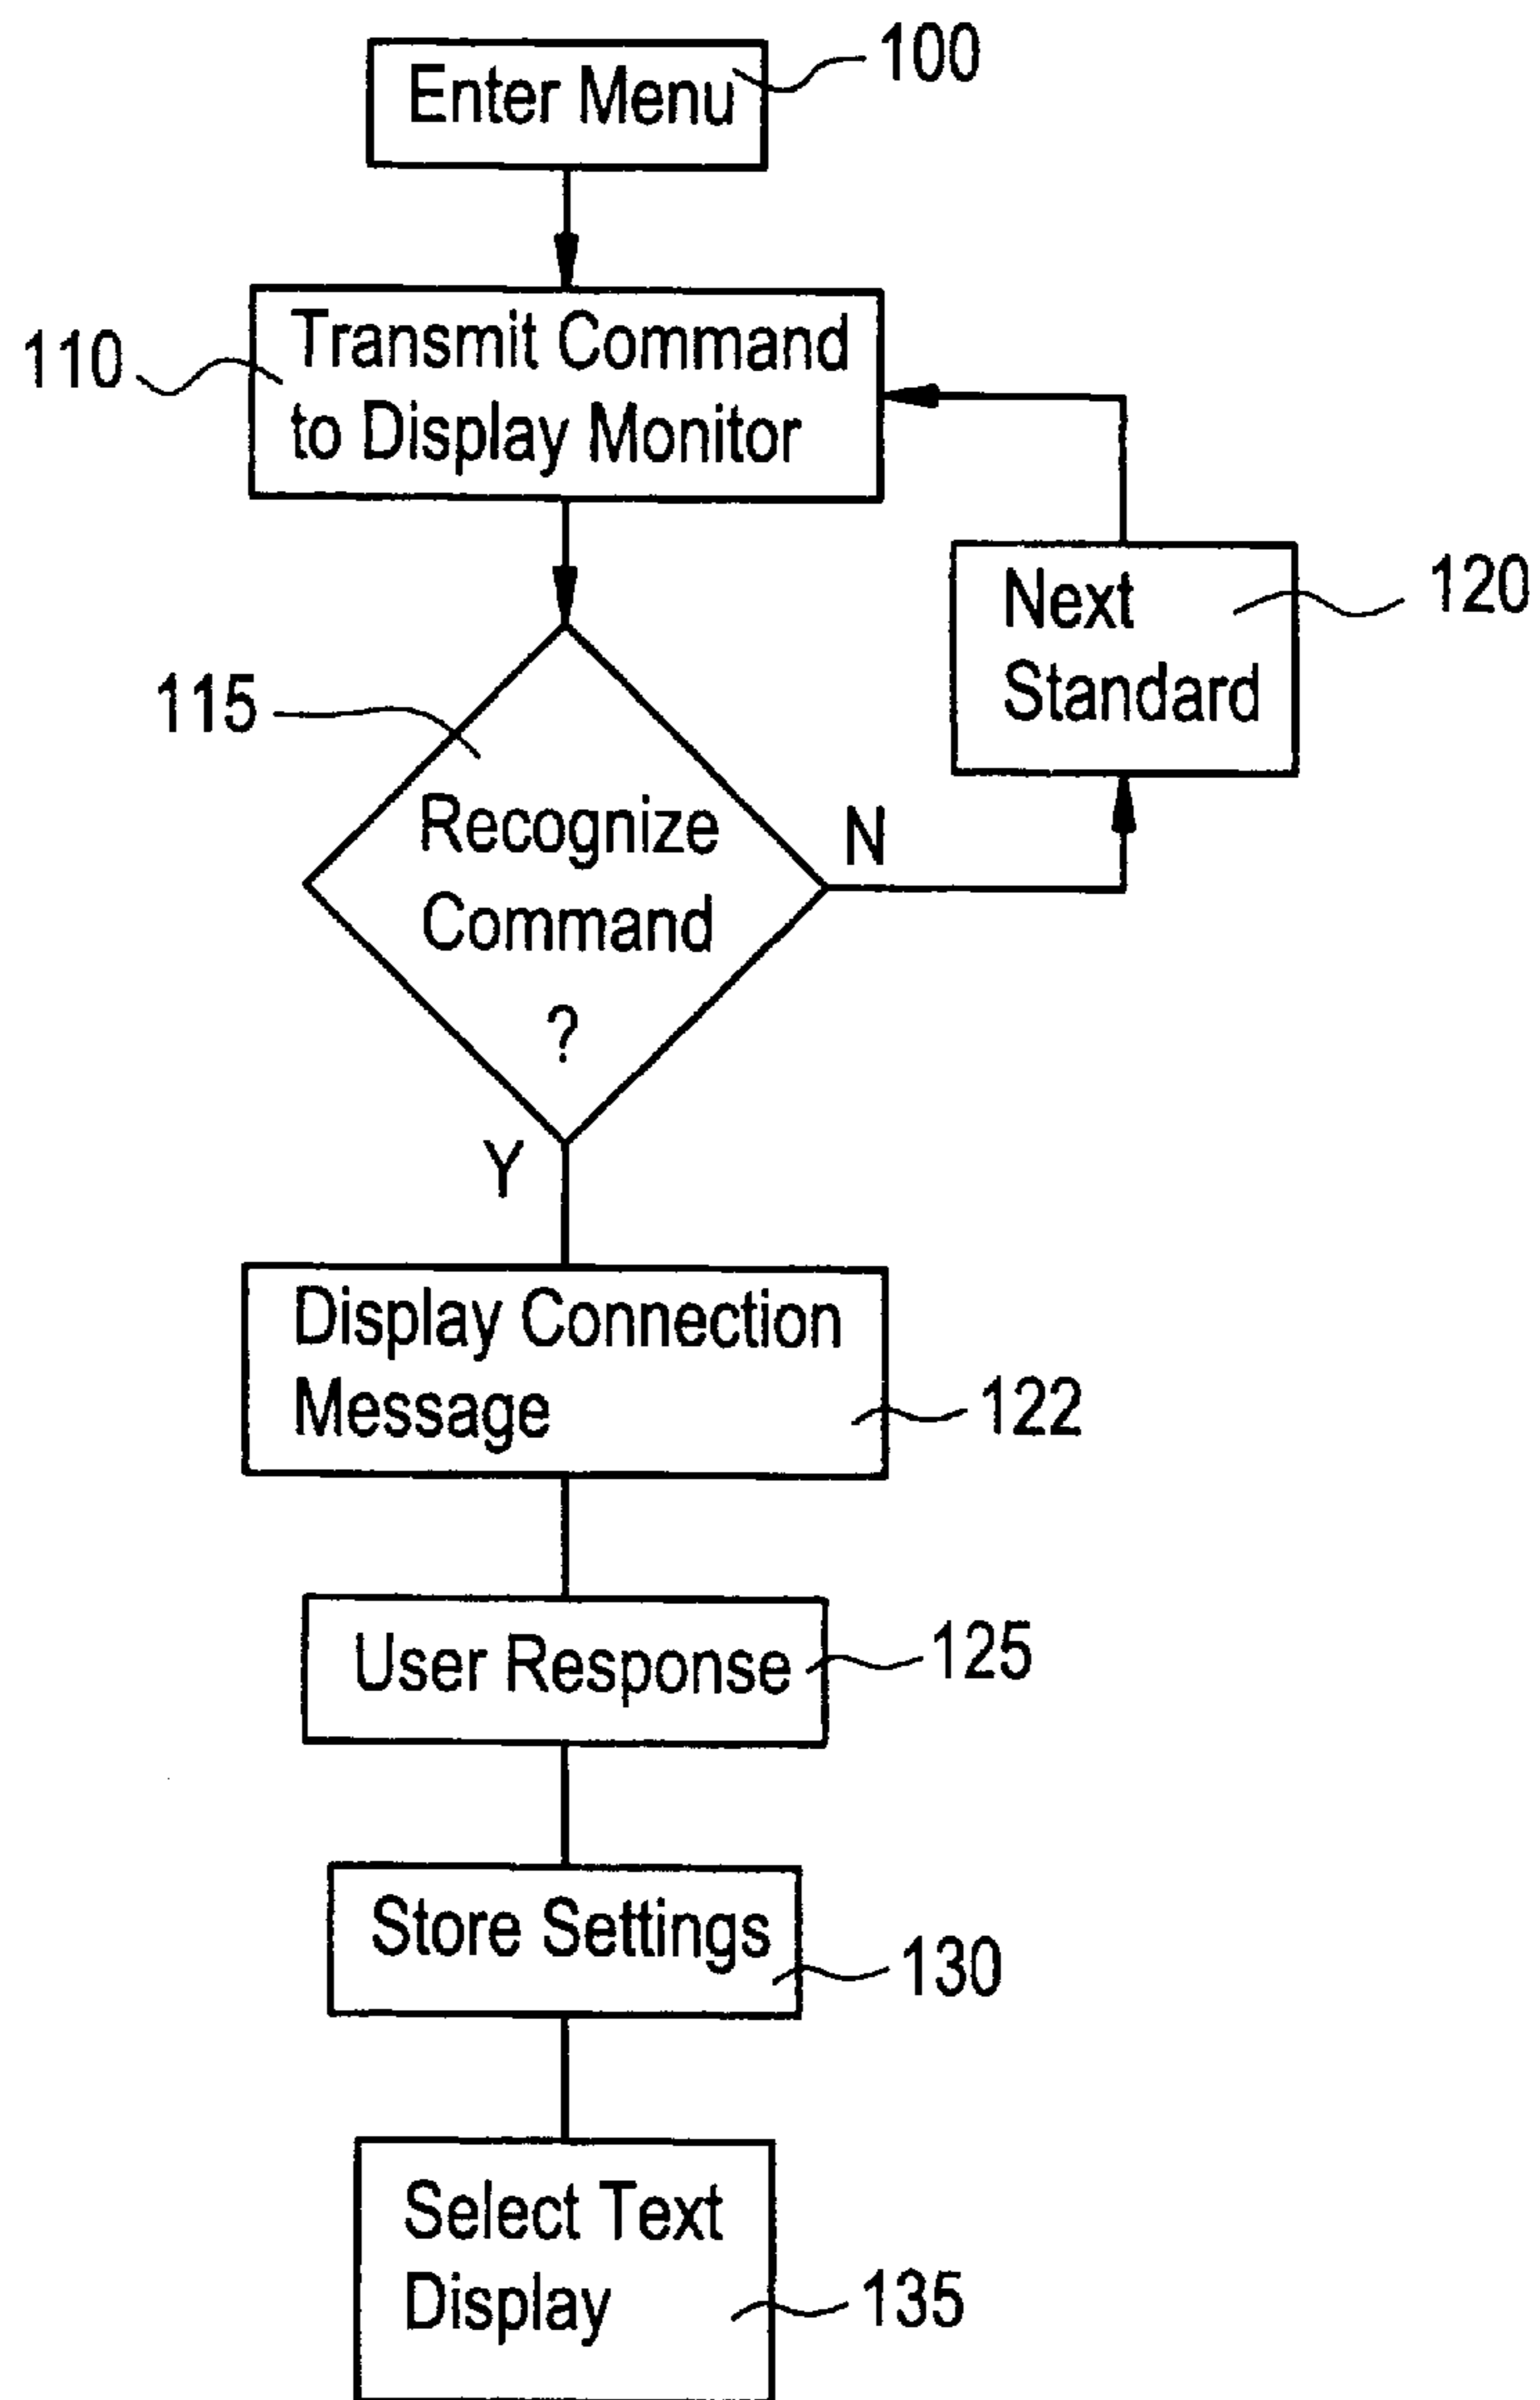 Enter Menu
100
Transmit Command
to Display Monitor
110
Next
Standard
120
115
Recognize
Command
?
N
Y
Display Connection
Message
122
User Response
125
Store Settings
130
Select Text
Display
135